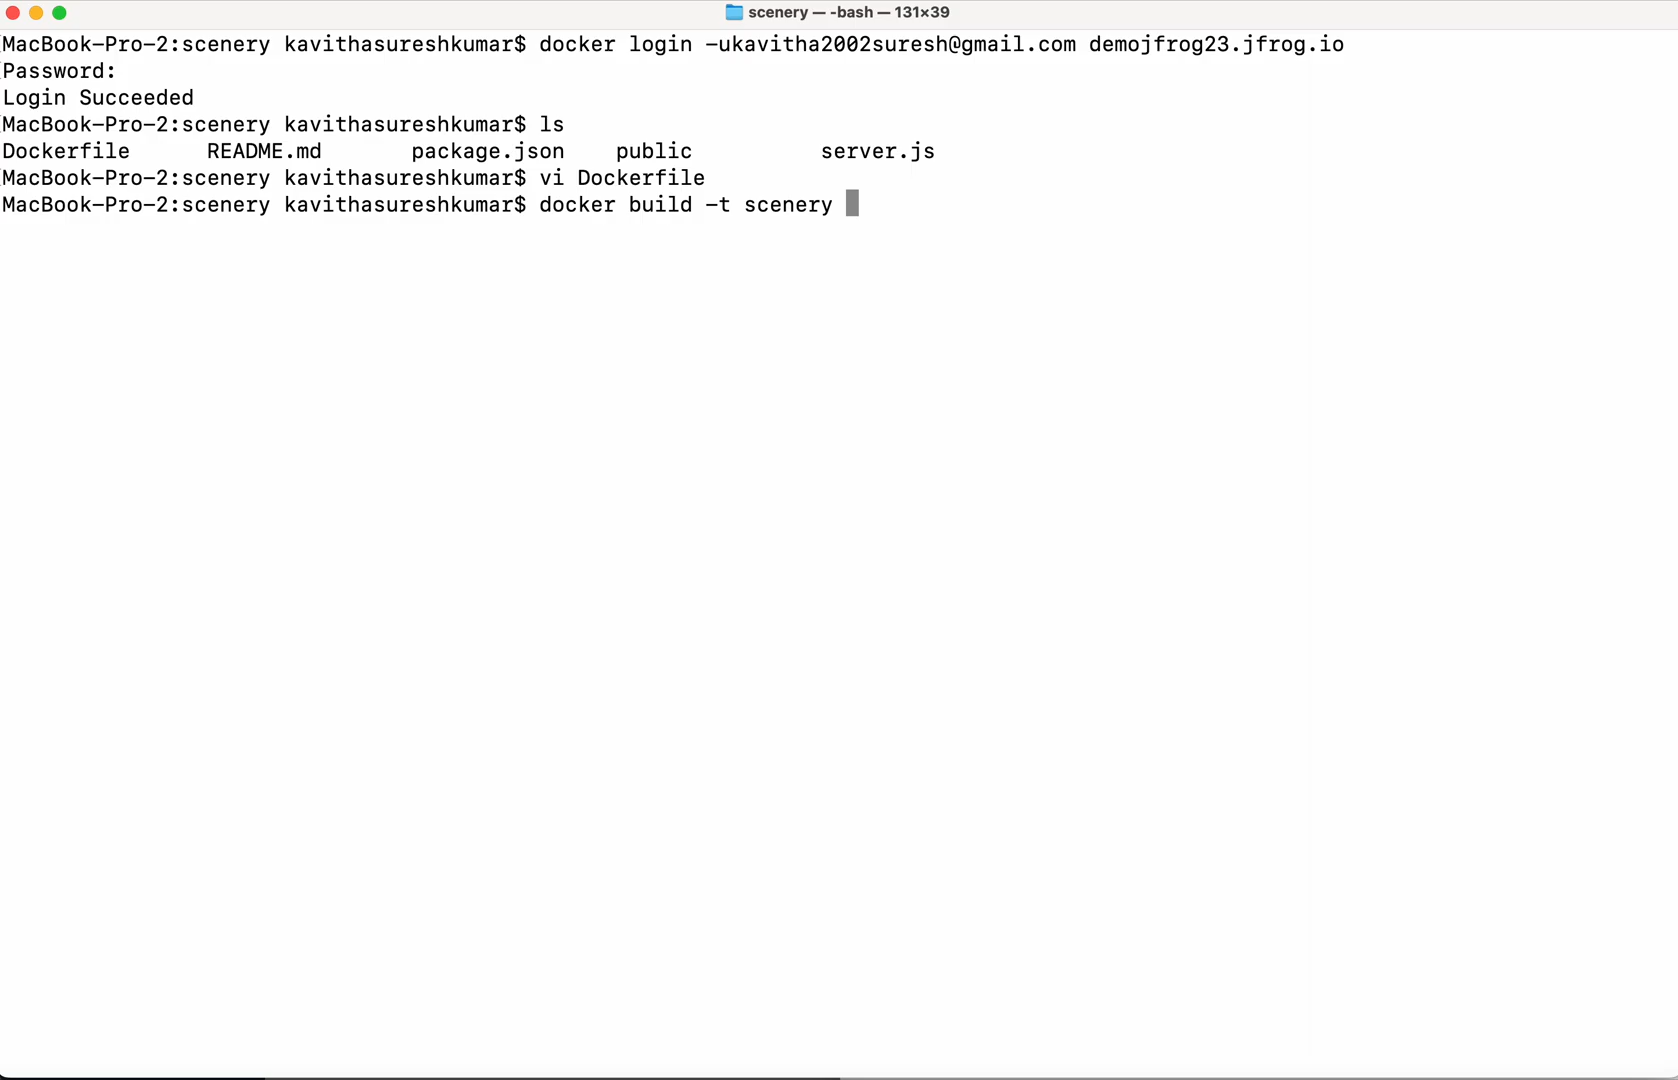 scenery — -bash — 131×39
MacBook-Pro-2:scenery kavithasureshkumar$ docker login -ukavitha2002suresh@gmail.com demojfrog23.jfrog.io
Password:
Login Succeeded
MacBook-Pro-2:scenery kavithasureshkumar$ ls
Dockerfile README.md package.json public server.js
MacBook-Pro-2:scenery kavithasureshkumar$ vi Dockerfile
MacBook-Pro-2:scenery kavithasureshkumar$ docker build -t scenery